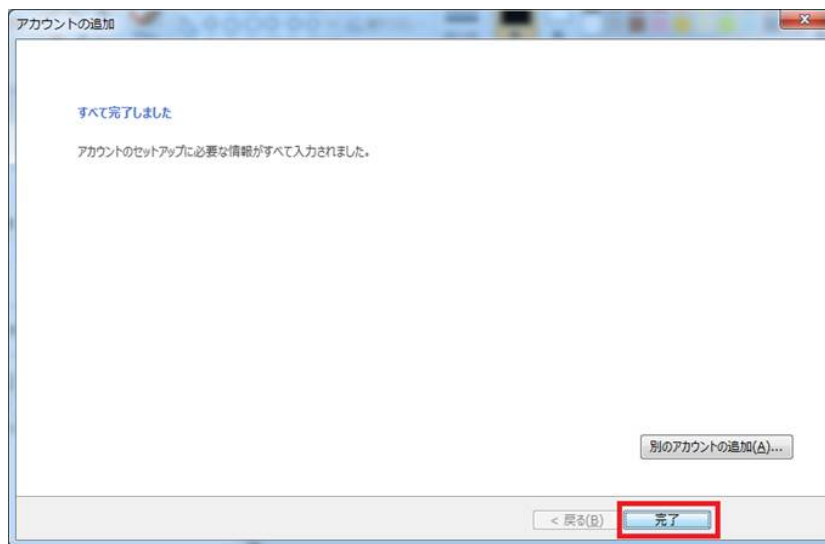 アカウントの追加
すべて完了しました
アカウントのセットアップに必要な情報がすべて入力されました。
別のアカウントの追加(A)...
< 戻る(B)
完了